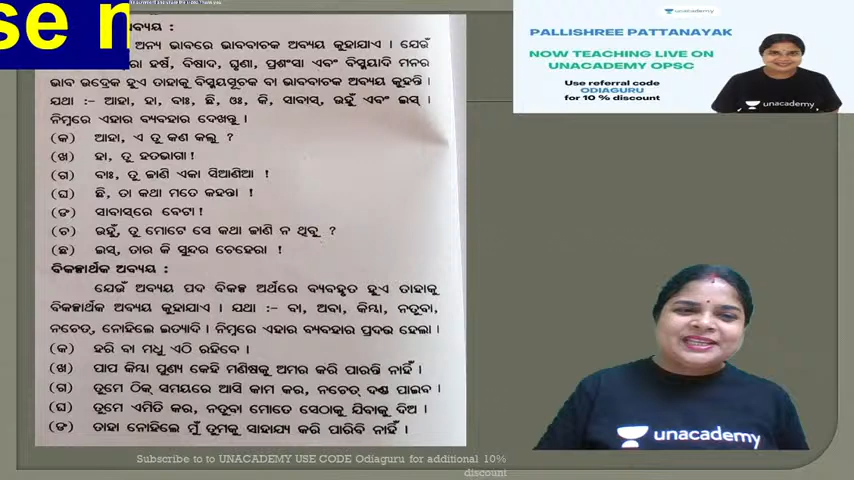 se n
ବ୍ୟୟ :
ଅନ୍ୟ ଭାବରେ ଭାବବାଚକ ଅବ୍ୟୟ କୁହାଯାଏ । ଯେଉଁ
ରା ହର୍ଷ, ବିଷାଦ, ଘୃଣା, ପ୍ରଶଂସା ଏବଂ ବିସ୍ମୟାଦି ମନର
ଭାବ ଉଦ୍ରେକ ହୁଏ ତାହାକୁ ବିସ୍ମୟସୂଚକ ବା ଭାବବାଚକ ଅବ୍ୟୟ କୁହନ୍ତି ।
ଯଥା :- ଆହା, ହା, ବାଃ, ଛି, ଓଃ, କି, ସାବାସ୍, ଉହୁଁ ଏବଂ ଇସ୍ ।
ନିମ୍ନରେ ଏହାର ବ୍ୟବହାର ଦେଖନ୍ତୁ ।
(କ) ଆହା, ଏ ତୁ କଣ କଲୁ ?
(ଖ) ହା, ତୁ ହତଭାଗା !
(ଗ) ବାଃ, ତୁ ଜାଣି ଏକା ସିଆଣିଆ !
(ଘ) ଛି, ତା କଥା ମତେ କହନ୍ତା !
(ଙ) ସାବାସ୍‌ରେ ବେଟା !
(ଚ) ଉହୁଁ, ତୁ ମୋଟେ ସେ କଥା ଜାଣି ନ ଥିବୁ ?
(ଛ) ଇସ୍, ତାର କି ସୁନ୍ଦର ଚେହେରା !
ବିକଳ୍ପାର୍ଥକ ଅବ୍ୟୟ :
ଯେଉଁ ଅବ୍ୟୟ ପଦ ବିକଳ୍ପ ଅର୍ଥରେ ବ୍ୟବହୃତ ହୁଏ ତାହାକୁ
ବିକଳ୍ପାର୍ଥକ ଅବ୍ୟୟ କୁହାଯାଏ । ଯଥା :- ବା, ଅବା, କିମ୍ବା, ନତୁବା,
ନଚେତ୍, ନୋହିଲେ ଇତ୍ୟାଦି । ନିମ୍ନରେ ଏହାର ବ୍ୟବହାର ପ୍ରଦତ୍ତ ହେଲା ।
(କ) ହରି ବା ମଧୁ ଏଠି ରହିବେ ।
(ଖ) ପାପ କିମ୍ବା ପୁଣ୍ୟ କେହି ମଣିଷକୁ ଅମର କରି ପାରନ୍ତି ନାହିଁ ।
(ଗ) ତୁମେ ଠିକ୍ ସମୟରେ ଆସି କାମ କର, ନଚେତ୍ ଦଣ୍ଡ ପାଇବ ।
(ଘ) ତୁମେ ଏମିତି କର, ନତୁବା ମୋତେ ସେଠାକୁ ଯିବାକୁ ଦିଅ ।
(ଙ) ତାହା ନୋହିଲେ ମୁଁ ତୁମକୁ ସାହାଯ୍ୟ କରି ପାରିବି ନାହିଁ ।
Subscribe to to UNACADEMY USE CODE Odiaguru for additional 10%
discount
unacademy
PALLISHREE PATTANAYAK
NOW TEACHING LIVE ON
UNACADEMY OPSC
Use referral code
ODIAGURU
for 10 % discount
unacademy
unacademy